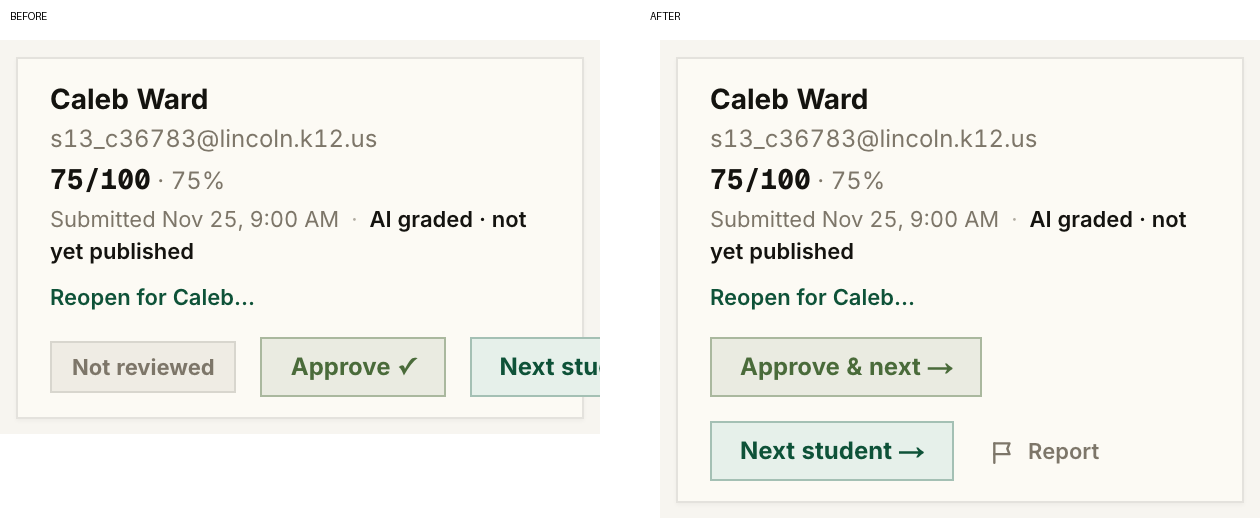 BEFORE
Caleb Ward
s13_c36783@lincoln.k12.us
75/100 · 75%
Submitted Nov 25, 9:00 AM · AI graded · not
yet published
Reopen for Caleb...
Not reviewed
Approve ✓
Next
AFTER
Caleb Ward
s13_c36783@lincoln.k12.us
75/100 · 75%
Submitted Nov 25, 9:00 AM · AI graded · not
yet published
Reopen for Caleb...
Approve & next →
Next student →
Report